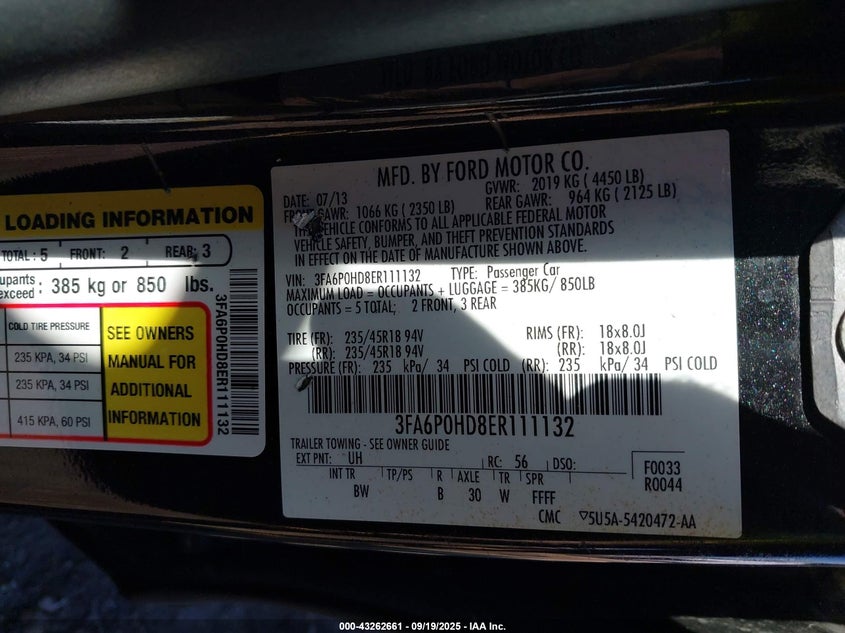 LOADING INFORMATION
TOTAL : 5 FRONT: 2 REAR: 3
upants
exceed : 385 kg or 850 lbs.
COLD TIRE PRESSURE
235 KPA, 34 PSI
235 KPA, 34 PSI
415 KPA, 60 PSI
SEE OWNERS
MANUAL FOR
ADDITIONAL
INFORMATION
3FA6P0HD8ER111132
MFD. BY FORD MOTOR CO.
DATE: 07/13 GVWR: 2019 KG ( 4450 LB)
GAWR: 1066 KG ( 2350 LB) REAR GAWR: 964 KG ( 2125 LB)
VEHICLE CONFORMS TO ALL APPLICABLE FEDERAL MOTOR
VEHICLE SAFETY, BUMPER, AND THEFT PREVENTION STANDARDS
IN EFFECT ON THE DATE OF MANUFACTURE SHOWN ABOVE.
VIN: 3FA6P0HD8ER111132 TYPE: Passenger Car
MAXIMUM LOAD = OCCUPANTS + LUGGAGE = 385KG/ 850LB
OCCUPANTS = 5 TOTAL; 2 FRONT, 3 REAR
TIRE (FR): 235/45R18 94V RIMS (FR): 18x8.0J
(RR): 235/45R18 94V (RR): 18x8.0J
PRESSURE (FR): 235 kPa/ 34 PSI COLD (RR): 235 kPa/ 34 PSI COLD
3FA6P0HD8ER111132
TRAILER TOWING - SEE OWNER GUIDE
EXT PNT: UH RC: 56 DSO:
F0033
R0044
INT TR TP/PS R AXLE TR SPR
BW B 30 W FFFF
CMC 5U5A-5420472-AA
000-43262661 - 09/19/2025 - IAA Inc.